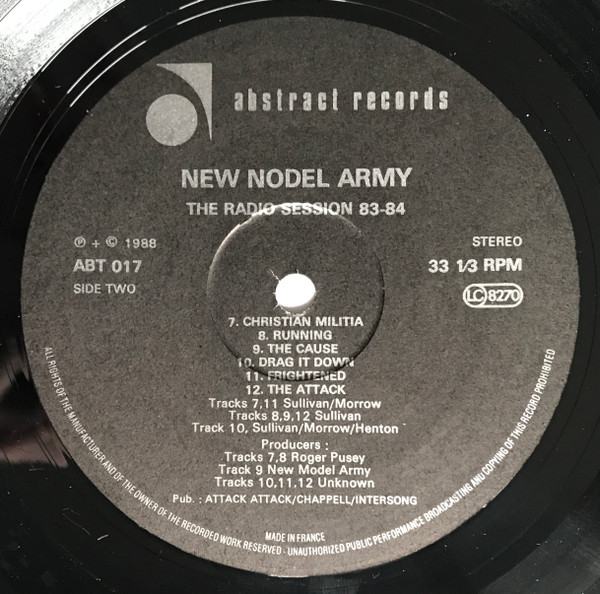 abstract records
NEW NODEL ARMY
THE RADIO SESSION 83-84
℗ + © 1988
ABT 017
SIDE TWO
STEREO
33 1/3 RPM
LC 8270
7. CHRISTIAN MILITIA
8. RUNNING
9. THE CAUSE
10. DRAG IT DOWN
11. FRIGHTENED
12. THE ATTACK
Tracks 7,11 Sullivan/Morrow
Tracks 8,9,12 Sullivan
Track 10, Sullivan/Morrow/Henton
Producers :
Tracks 7,8 Roger Pusey
Track 9 New Model Army
Tracks 10,11,12 Unknown
Pub. : ATTACK ATTACK/CHAPPELL/INTERSONG
MADE IN FRANCE
ALL RIGHTS OF THE MANUFACTURER AND OF THE OWNER OF THE RECORDED WORK RESERVED - UNAUTHORIZED PUBLIC PERFORMANCE BROADCASTING AND COPYING OF THIS RECORD PROHIBITED